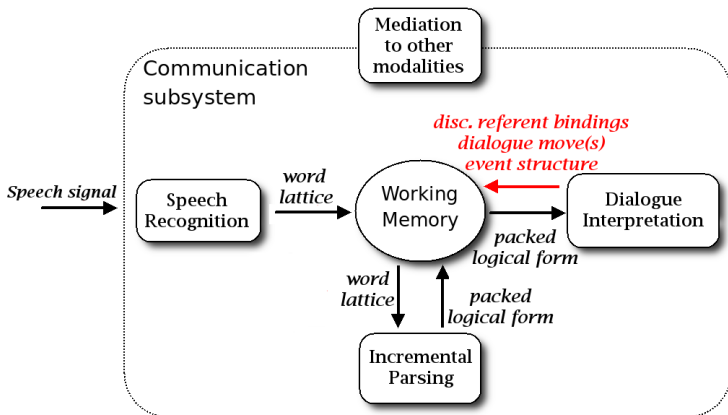 Mediation
to other
modalities
Communication
subsystem
disc. referent bindings
dialogue move(s)
event structure
Speech signal
Speech
Recognition
word
lattice
Working
Memory
Dialogue
Interpretation
packed
logical form
word
lattice
packed
logical form
Incremental
Parsing